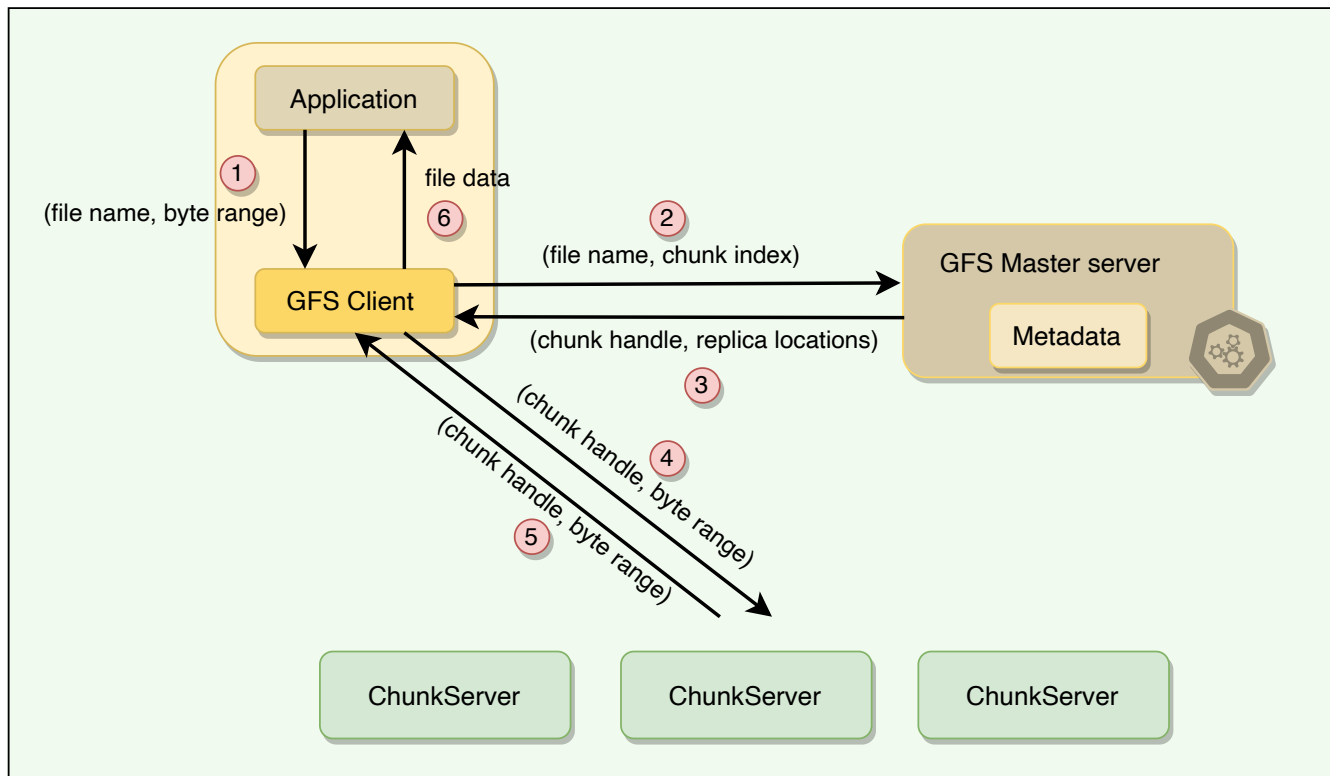 Application
1
(file name, byte range)
file data
6
2
(file name, chunk index)
GFS Client
GFS Master server
Metadata
(chunk handle, replica locations)
3
(chunk handle, byte range)
4
(chunk handle, byte range)
5
ChunkServer
ChunkServer
ChunkServer